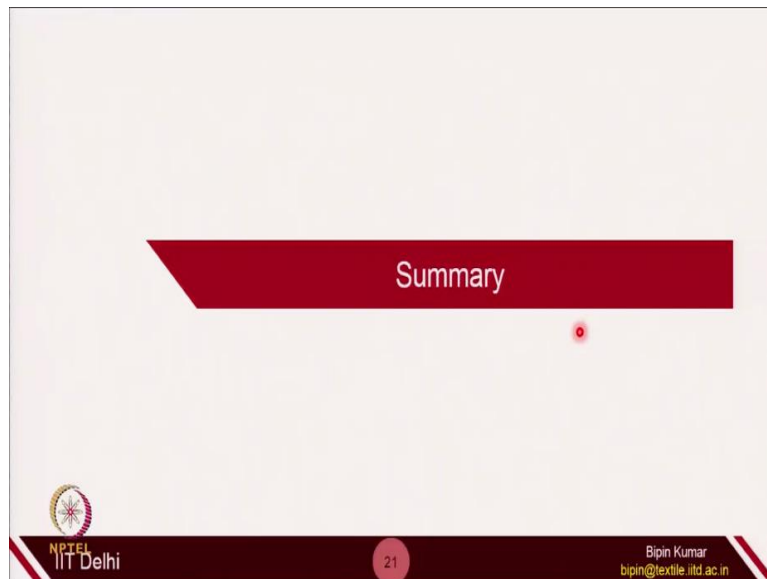 Summary
NPTEL
IIT Delhi
21
Bipin Kumar
bipin@textile.iitd.ac.in